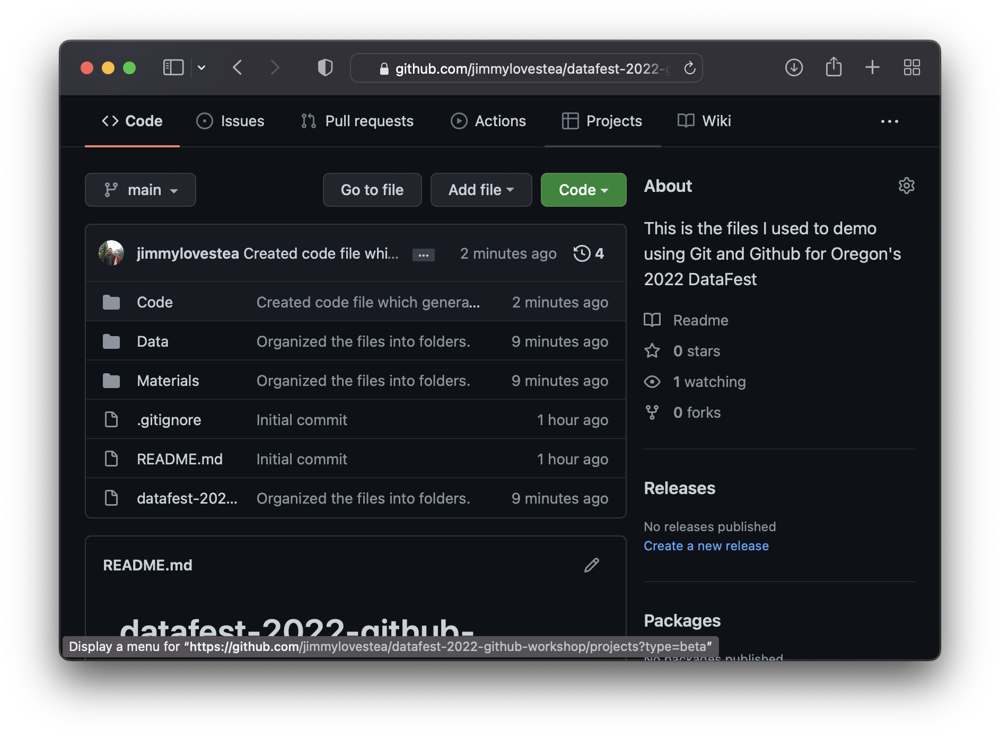 github.com/jimmylovestea/datafest-2022-
Code Issues Pull requests Actions Projects Wiki ...
main Go to file Add file Code
jimmylovestea Created code file whi... ... 2 minutes ago 4
Code Created code file which genera... 2 minutes ago
Data Organized the files into folders. 9 minutes ago
Materials Organized the files into folders. 9 minutes ago
.gitignore Initial commit 1 hour ago
README.md Initial commit 1 hour ago
datafest-202... Organized the files into folders. 9 minutes ago
README.md
datafest-2022-github-
About
This is the files I used to demo
using Git and Github for Oregon's
2022 DataFest
Readme
0 stars
1 watching
0 forks
Releases
No releases published
Create a new release
Packages
No packages published
Display a menu for “https://github.com/jimmylovestea/datafest-2022-github-workshop/projects?type=beta”